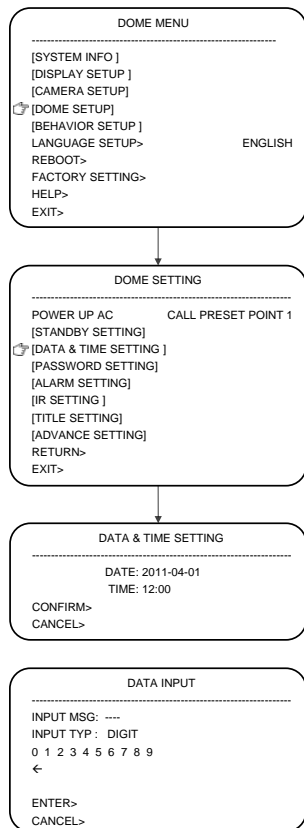 DOME MENU
[SYSTEM INFO ]
[DISPLAY SETUP ]
[CAMERA SETUP]
[DOME SETUP]
[BEHAVIOR SETUP ]
LANGUAGE SETUP> ENGLISH
REBOOT>
FACTORY SETTING>
HELP>
EXIT>
DOME SETTING
POWER UP AC CALL PRESET POINT 1
[STANDBY SETTING]
[DATA & TIME SETTING ]
[PASSWORD SETTING]
[ALARM SETTING]
[IR SETTING ]
[TITLE SETTING]
[ADVANCE SETTING]
RETURN>
EXIT>
DATA & TIME SETTING
DATE: 2011-04-01
TIME: 12:00
CONFIRM>
CANCEL>
DATA INPUT
INPUT MSG: ----
INPUT TYP : DIGIT
0 1 2 3 4 5 6 7 8 9
←
ENTER>
CANCEL>